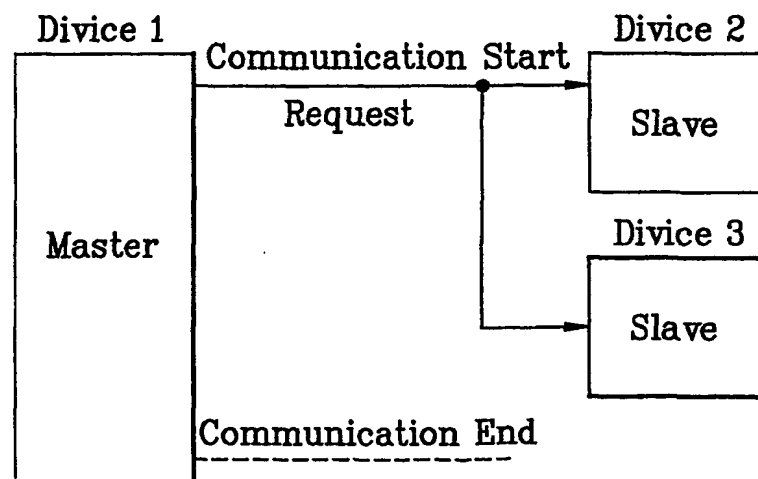 Divice 1
Communication Start
Request
Master
Divice 2
Slave
Divice 3
Slave
Communication End